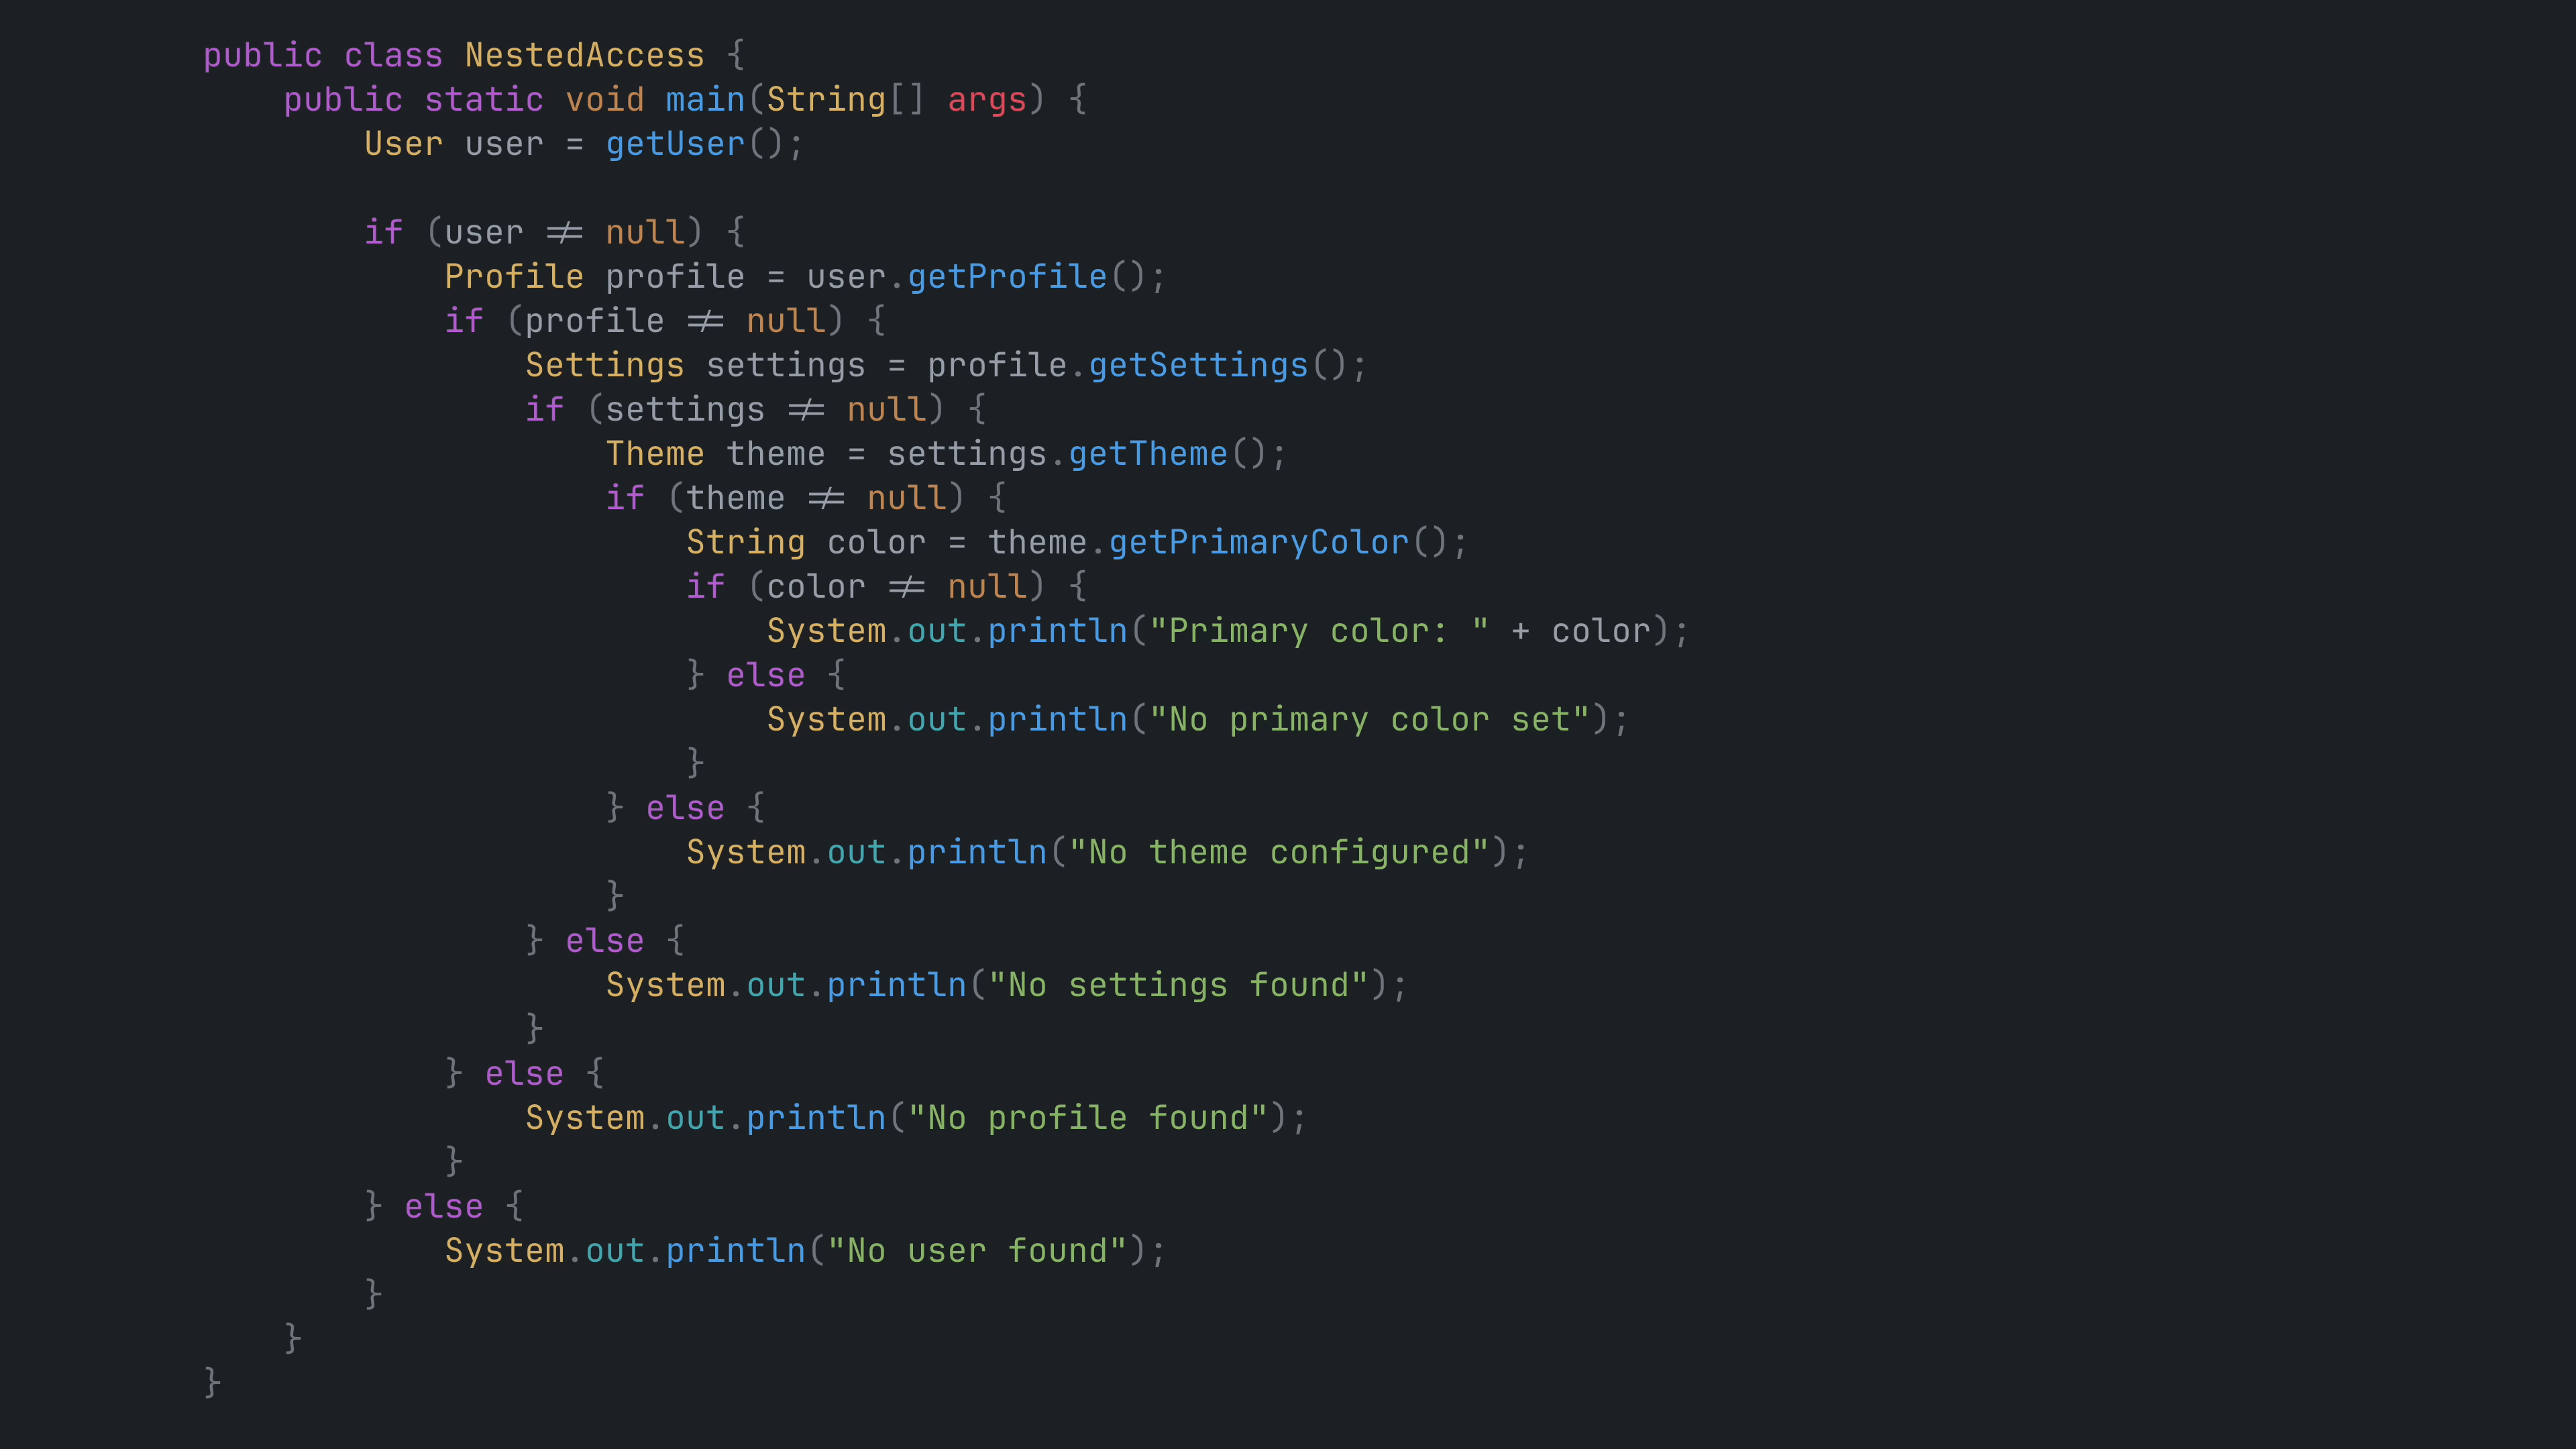 public class NestedAccess {
    public static void main(String[] args) {
        User user = getUser();

        if (user != null) {
            Profile profile = user.getProfile();
            if (profile != null) {
                Settings settings = profile.getSettings();
                if (settings != null) {
                    Theme theme = settings.getTheme();
                    if (theme != null) {
                        String color = theme.getPrimaryColor();
                        if (color != null) {
                            System.out.println("Primary color: " + color);
                        } else {
                            System.out.println("No primary color set");
                        }
                    } else {
                        System.out.println("No theme configured");
                    }
                } else {
                    System.out.println("No settings found");
                }
            } else {
                System.out.println("No profile found");
            }
        } else {
            System.out.println("No user found");
        }
    }
}